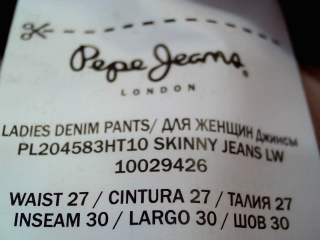 Pepe Jeans
LONDON
LADIES DENIM PANTS/ ДЛЯ ЖЕНЩИН Джинсы
PL204583HT10 SKINNY JEANS LW
10029426
WAIST 27 / CINTURA 27 / ТАЛИЯ 27
INSEAM 30 / LARGO 30 / ШОВ 30